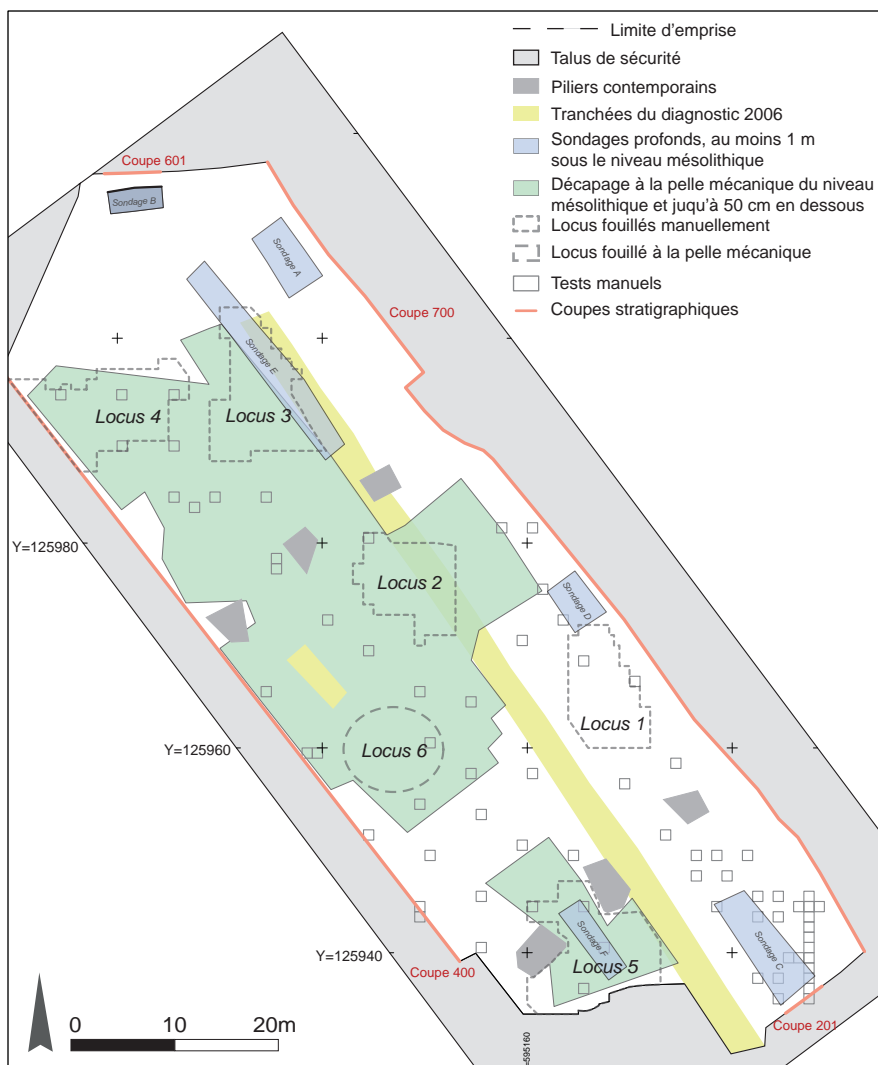 Limite d'emprise
Talus de sécurité
Piliers contemporains
Tranchées du diagnostic 2006
Sondages profonds, au moins 1 m
sous le niveau mésolithique
Décapage à la pelle mécanique du niveau
mésolithique et juqu'à 50 cm en dessous
Locus fouillés manuellement
Locus fouillé à la pelle mécanique
Tests manuels
Coupes stratigraphiques
Coupe 601
Sondage B
Sondage A
Coupe 700
Sondage E
Locus 4
Locus 3
Y=125980
Locus 2
Sondage D
Locus 1
Y=125960
Locus 6
Y=125940
Sondage F
Sondage C
Locus 5
Coupe 400
Coupe 201
0 10 20m
=595160